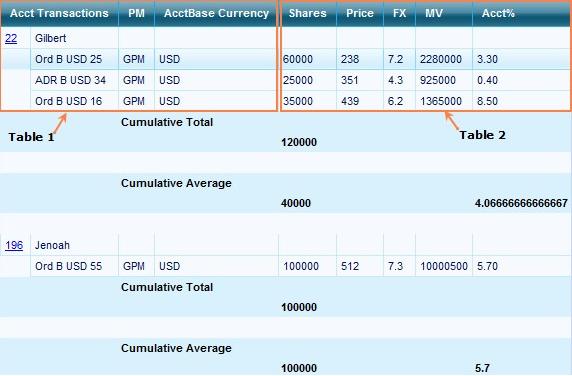 Acct Transactions PM AcctBase Currency Shares Price FX MV Acct%
22 Gilbert
Ord B USD 25 GPM USD 60000 238 7.2 2280000 3.30
ADR B USD 34 GPM USD 25000 351 4.3 925000 0.40
Ord B USD 16 GPM USD 35000 439 6.2 1365000 8.50
Cumulative Total
Table 1 Table 2
120000
Cumulative Average
40000 4.06666666666667
196 Jenoah
Ord B USD 55 GPM USD 100000 512 7.3 10000500 5.70
Cumulative Total
100000
Cumulative Average
100000 5.7